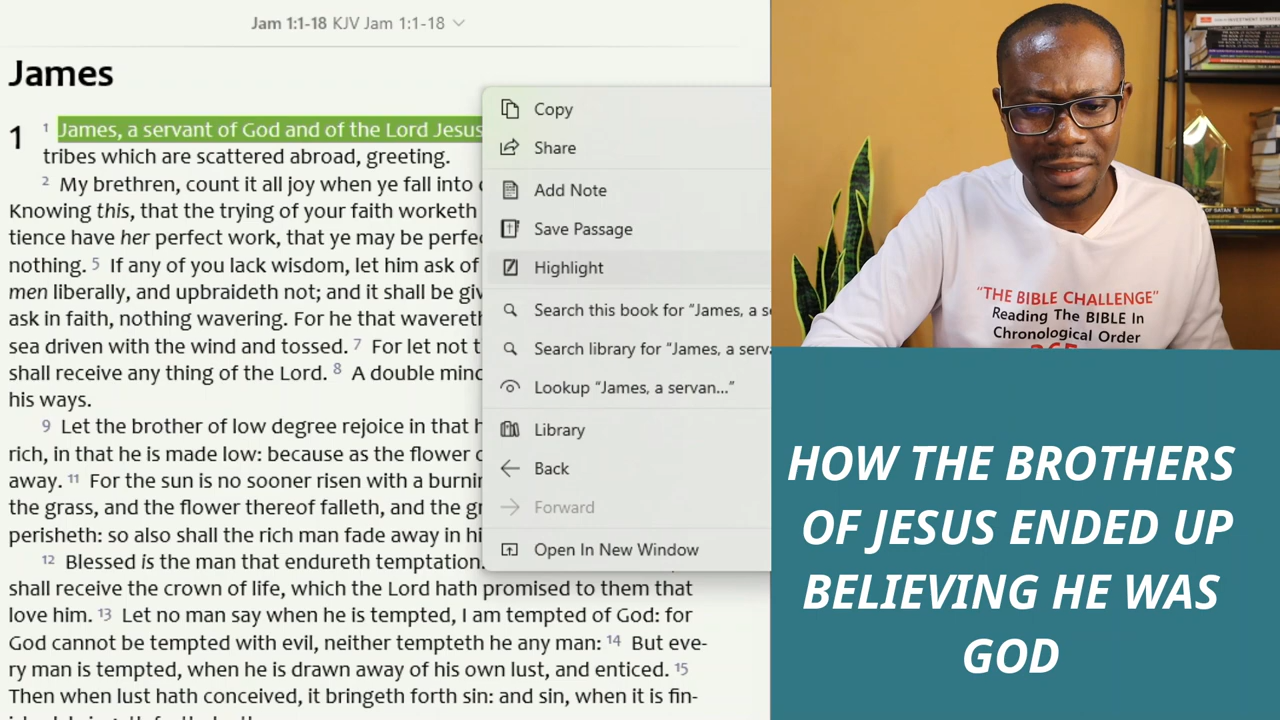 Jam 1:1-18 KJV Jam 1:1-18
James
1 1 James, a servant of God and of the Lord Jesus
tribes which are scattered abroad, greeting.
2 My brethren, count it all joy when ye fall into
Knowing this, that the trying of your faith worketh
tience have her perfect work, that ye may be perfec
nothing. 5 If any of you lack wisdom, let him ask of
men liberally, and upbraideth not; and it shall be giv
ask in faith, nothing wavering. For he that wavereth
sea driven with the wind and tossed. 7 For let not t
shall receive any thing of the Lord. 8 A double mind
his ways.
9 Let the brother of low degree rejoice in that h
rich, in that he is made low: because as the flower
away. 11 For the sun is no sooner risen with a burnin
the grass, and the flower thereof falleth, and the gr
perisheth: so also shall the rich man fade away in hi
12 Blessed is the man that endureth temptation:
shall receive the crown of life, which the Lord hath promised to them that
love him. 13 Let no man say when he is tempted, I am tempted of God: for
God cannot be tempted with evil, neither tempteth he any man: 14 But eve-
ry man is tempted, when he is drawn away of his own lust, and enticed. 15
Then when lust hath conceived, it bringeth forth sin: and sin, when it is fin-
Copy
Share
Add Note
Save Passage
Highlight
Search this book for "James, a s
Search library for "James, a serva
Lookup "James, a servan..."
Library
Back
Forward
Open In New Window
"THE BIBLE CHALLENGE"
Reading The BIBLE In
Chronological Order
365
HOW THE BROTHERS
OF JESUS ENDED UP
BELIEVING HE WAS
GOD